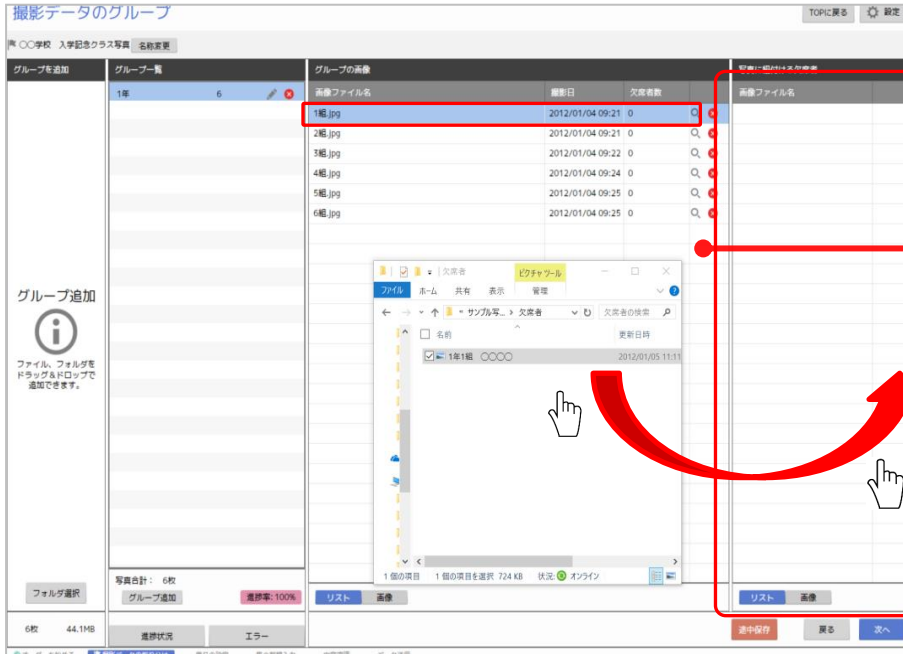 撮影データのグループ
TOPに戻る 設定
○○学校 入学記念クラス写真 名称変更
グループを追加 グループ一覧 グループの画像 写真に振付ける欠席者
1年 6
画像ファイル名 撮影日 欠席者数 画像ファイル名
1組.jpg 2012/01/04 09:21 0
2組.jpg 2012/01/04 09:21 0
3組.jpg 2012/01/04 09:22 0
4組.jpg 2012/01/04 09:24 0
5組.jpg 2012/01/04 09:25 0
6組.jpg 2012/01/04 09:25 0
欠席者 ピクチャ ツール
ファイル ホーム 共有 表示 管理
サンプル写... › 欠席者 欠席者の検索
名前 更新日時
1年1組 ○○○○ 2012/01/05 11:11
1 個の項目 1 個の項目を選択 724 KB 状況: オンライン
グループ追加
ファイル、フォルダを
ドラッグ&ドロップで
追加できます。
フォルダ選択
写真合計: 6枚
グループ追加 進捗率:100%
リスト 画像 リスト 画像
6枚 44.1MB 進捗状況 エラー 途中保存 戻る 次へ